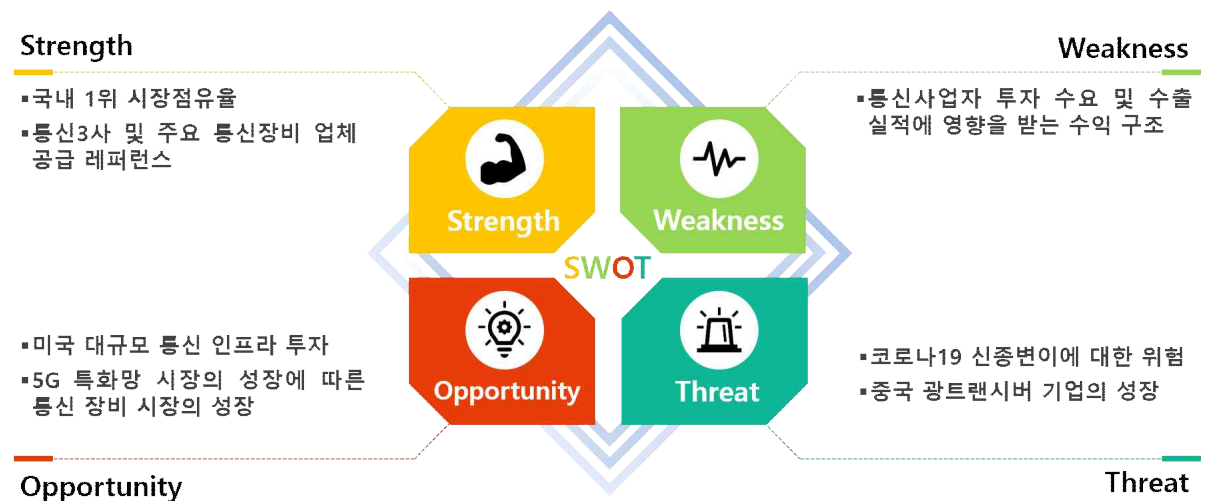 Strength
▪국내 1위 시장점유율
▪통신3사 및 주요 통신장비 업체
공급 레퍼런스
Weakness
▪통신사업자 투자 수요 및 수출
실적에 영향을 받는 수익 구조
Strength
Weakness
SWOT
Opportunity
Threat
▪미국 대규모 통신 인프라 투자
▪5G 특화망 시장의 성장에 따른
통신 장비 시장의 성장
Opportunity
▪코로나19 신종변이에 대한 위험
▪중국 광트랜시버 기업의 성장
Threat